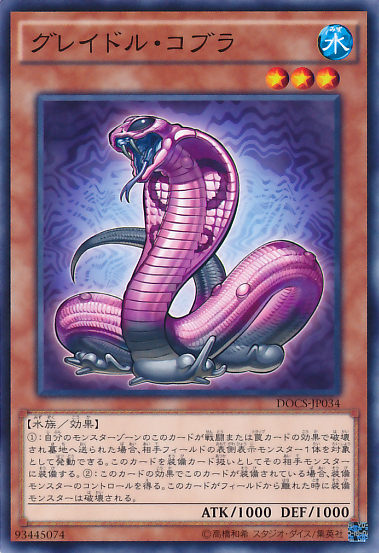 グレイドル・コブラ
水
DOCS-JP034
【水族/効果】
①:自分のモンスターゾーンのこのカードが戦闘または罠カードの効果で破壊
され墓地へ送られた場合、相手フィールドの表側表示モンスター1体を対象
として発動できる。このカードを装備カード扱いとしてその相手モンスター
に装備する。②:このカードの効果でこのカードが装備されている場合、装備
モンスターのコントロールを得る。このカードがフィールドから離れた時に装備
モンスターは破壊される。
ATK/1000 DEF/1000
93445074
©高橋和希 スタジオ・ダイス/集英社